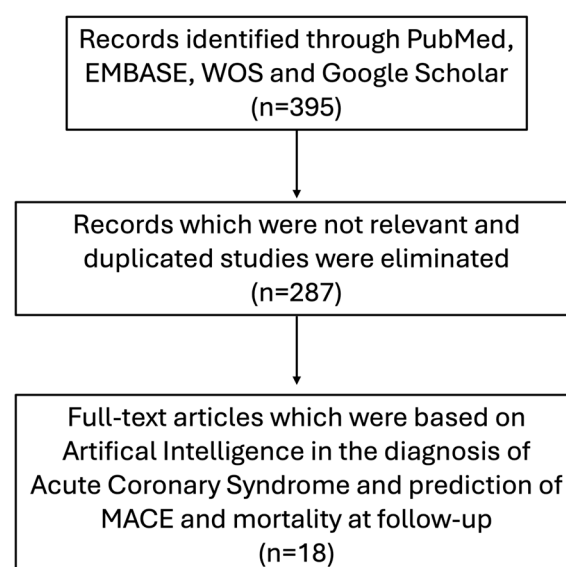 Records identified through PubMed,
EMBASE, WOS and Google Scholar
(n=395)
Records which were not relevant and
duplicated studies were eliminated
(n=287)
Full-text articles which were based on
Artifical Intelligence in the diagnosis of
Acute Coronary Syndrome and prediction of
MACE and mortality at follow-up
(n=18)